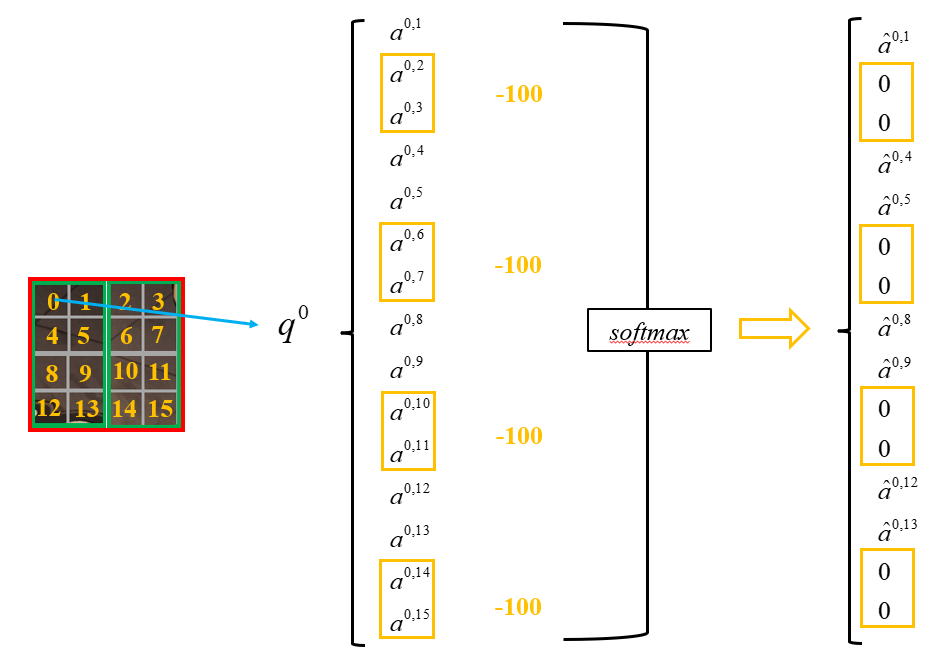 0 1 2 3
4 5 6 7
8 9 10 11
12 13 14 15
q^0
a^{0,1}
a^{0,2}
a^{0,3}
-100
a^{0,4}
a^{0,5}
a^{0,6}
a^{0,7}
-100
a^{0,8}
a^{0,9}
a^{0,10}
a^{0,11}
-100
a^{0,12}
a^{0,13}
a^{0,14}
a^{0,15}
-100
softmax
â^{0,1}
0
0
â^{0,4}
â^{0,5}
0
0
â^{0,8}
â^{0,9}
0
0
â^{0,12}
â^{0,13}
0
0